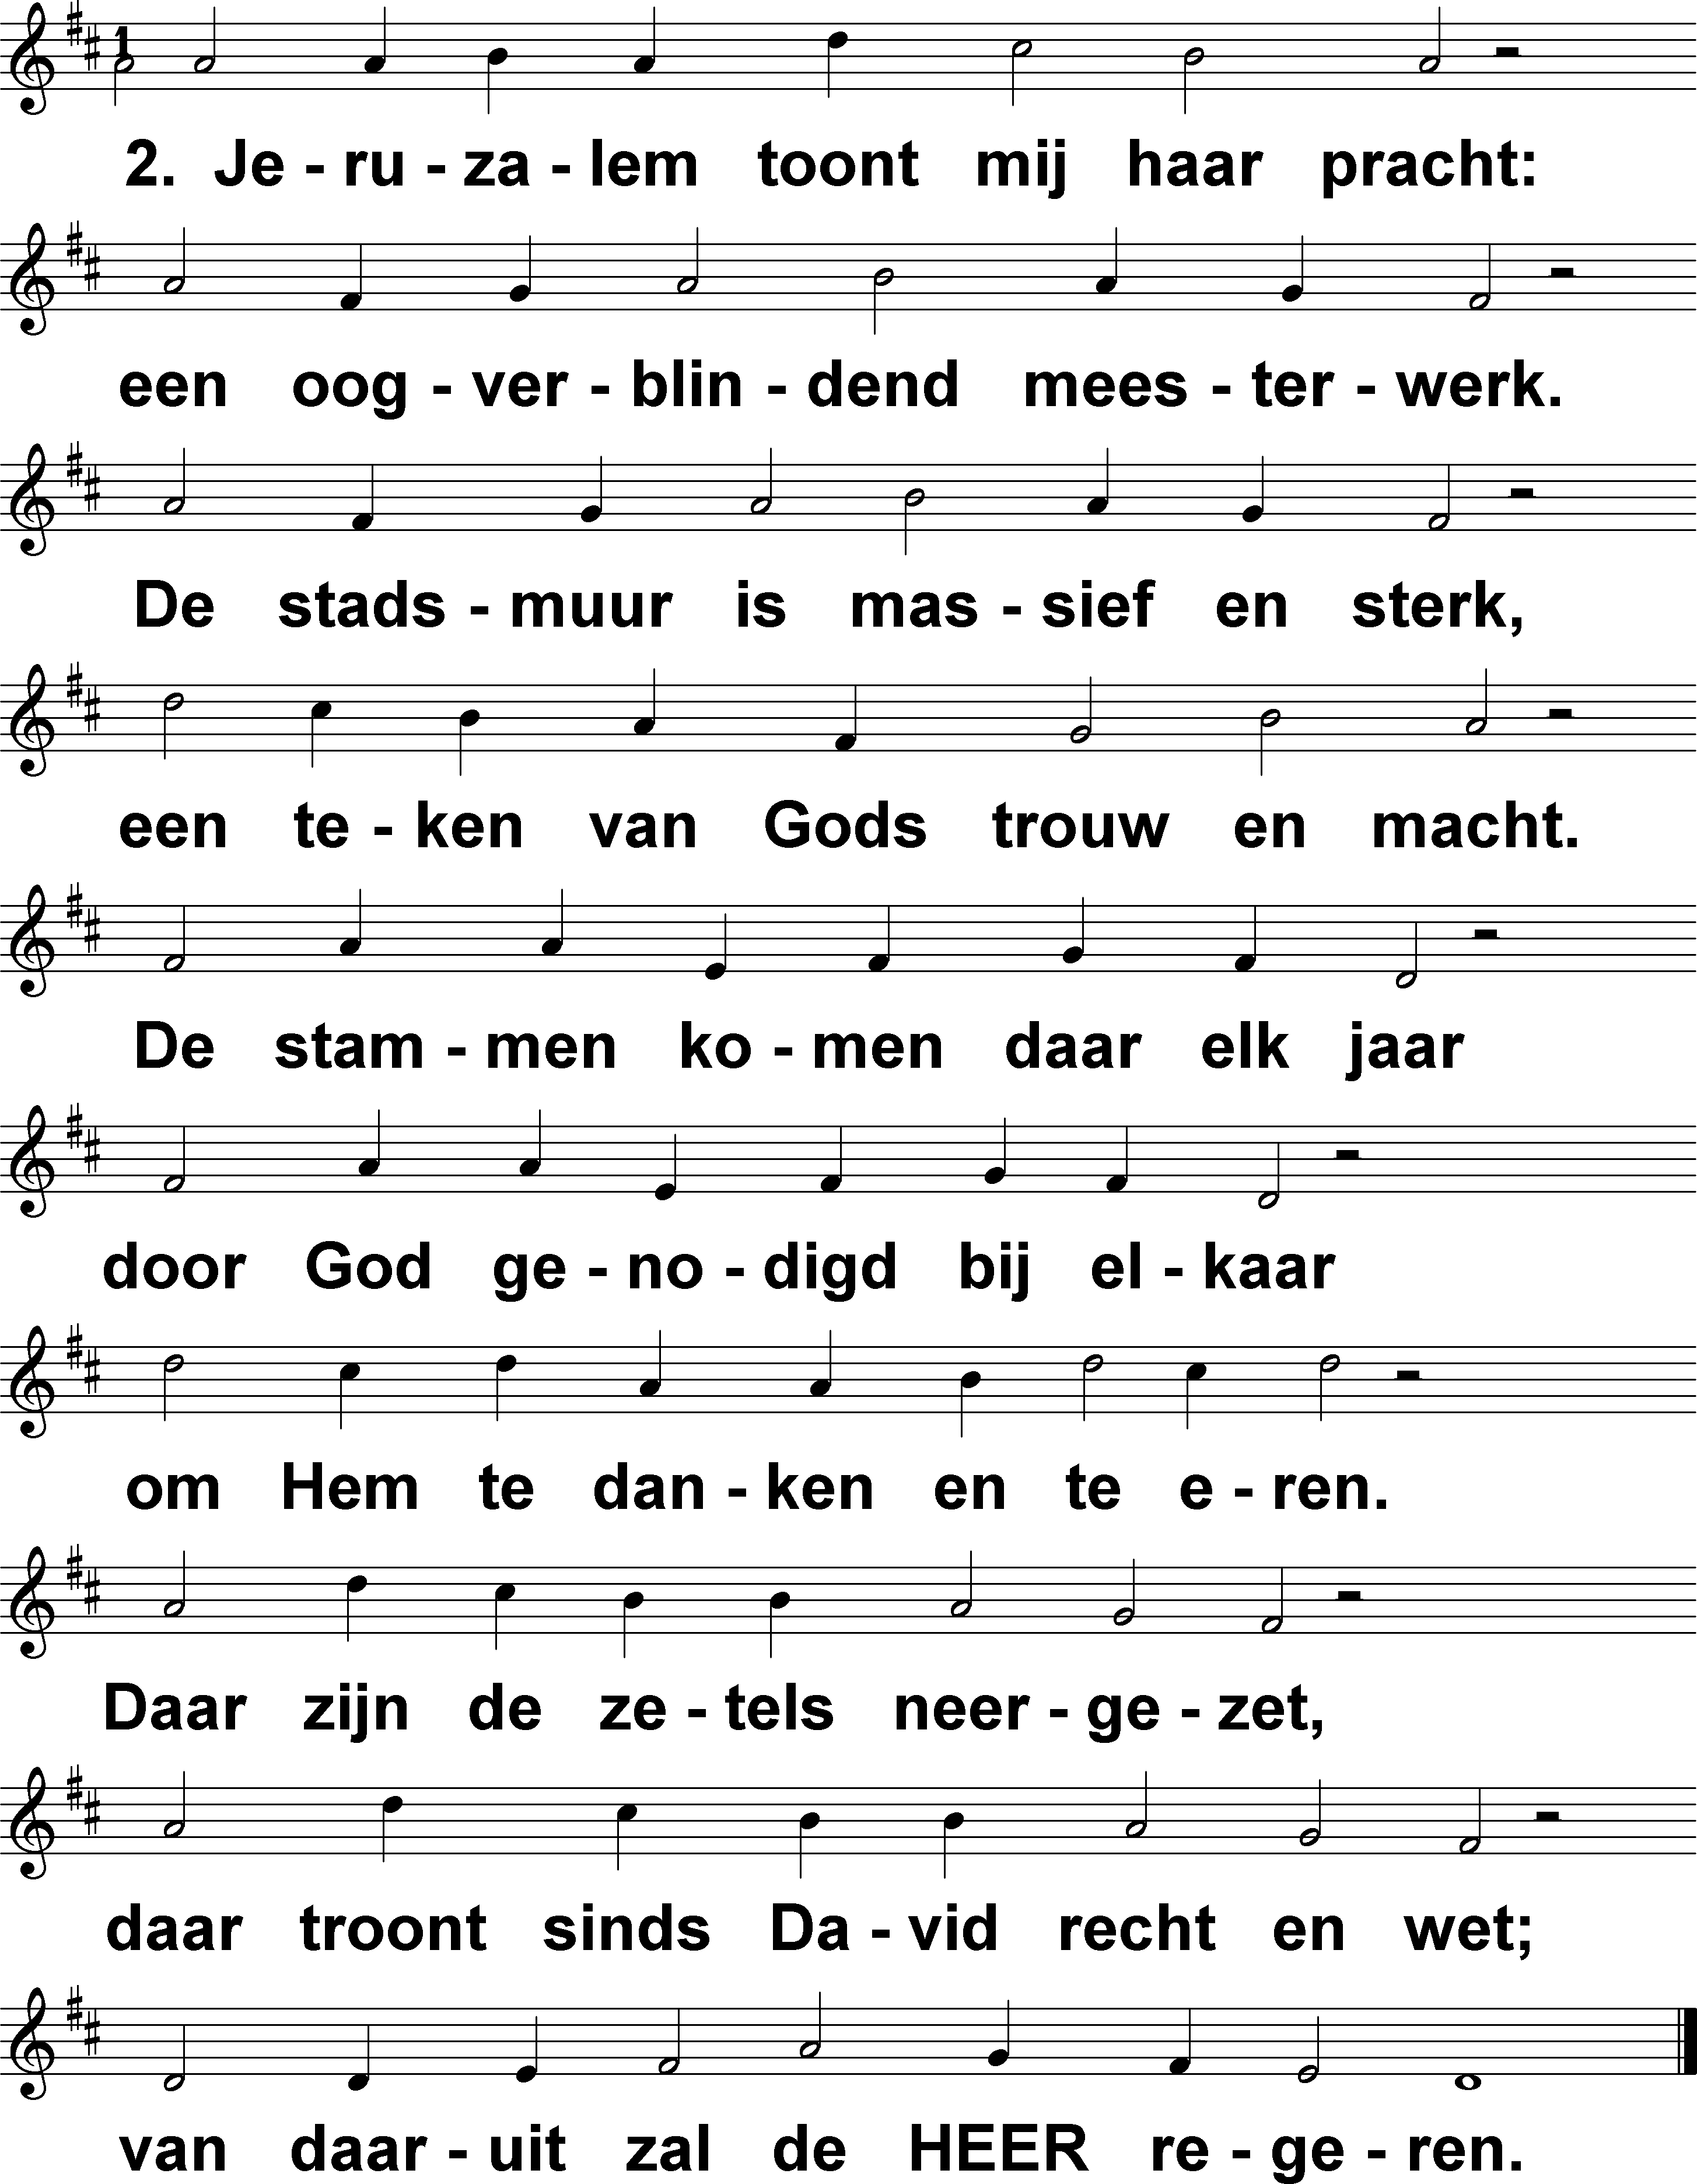 2. Je - ru - za - lem toont mij haar pracht:
een oog - ver - blin - dend mees - ter - werk.
De stads - muur is mas - sief en sterk,
een te - ken van Gods trouw en macht.
De stam - men ko - men daar elk jaar
door God ge - no - digd bij el - kaar
om Hem te dan - ken en te e - ren.
Daar zijn de ze - tels neer - ge - zet,
daar troont sinds Da - vid recht en wet;
van daar - uit zal de HEER re - ge - ren.